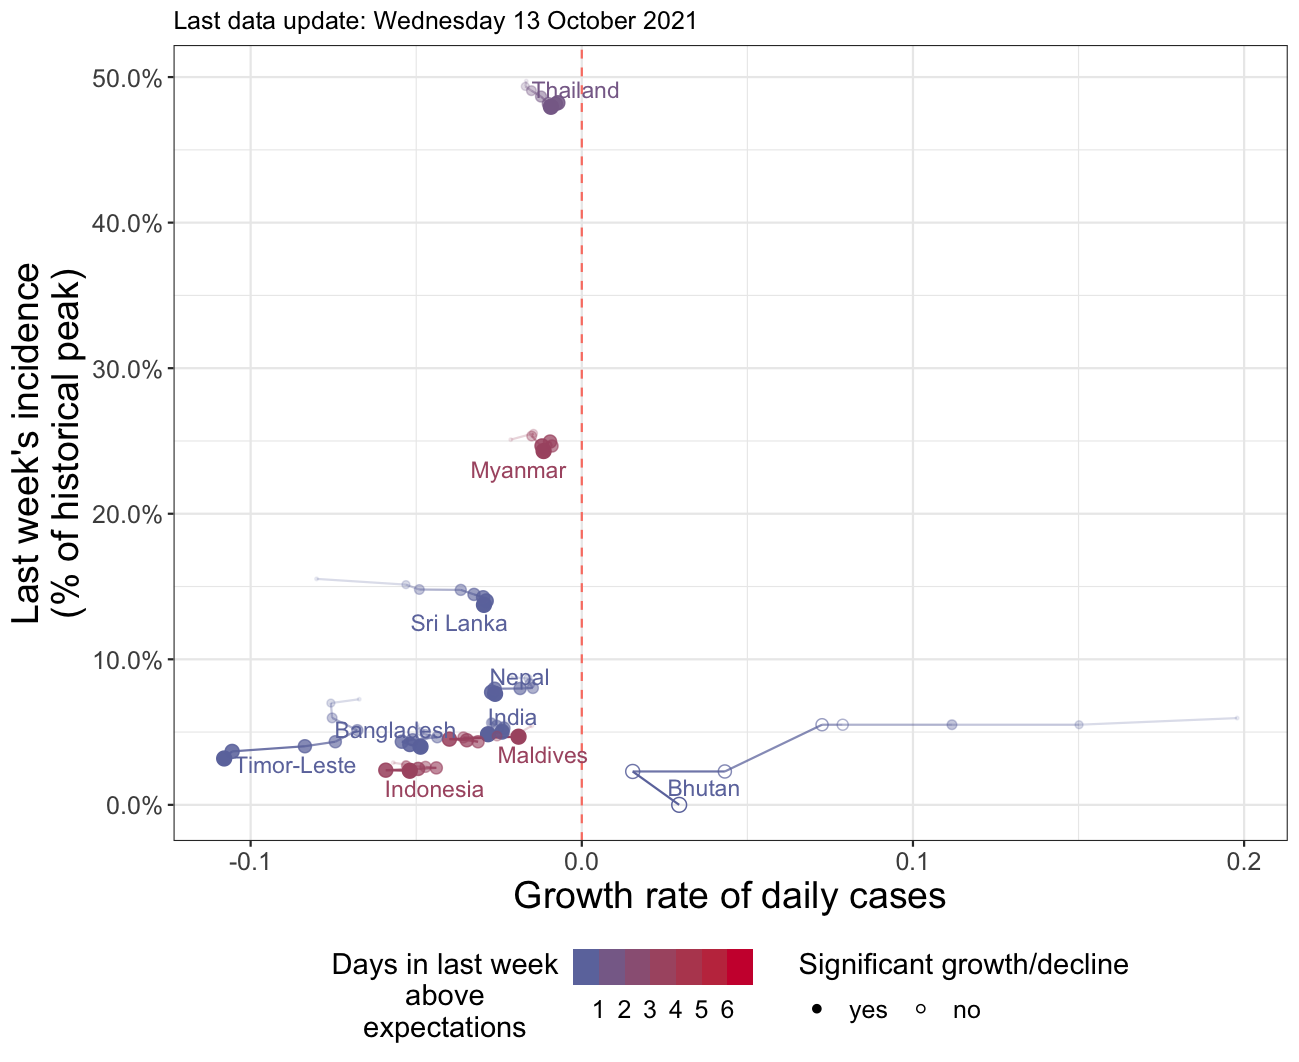 Last data update: Wednesday 13 October 2021
50.0%
40.0%
30.0%
20.0%
10.0%
0.0%
Last week's incidence
(% of historical peak)
Thailand
Myanmar
Sri Lanka
Nepal
India
Bangladesh
Maldives
Timor-Leste
Indonesia
Bhutan
-0.1
0.0
0.1
0.2
Growth rate of daily cases
Days in last week
above
expectations
1 2 3 4 5 6
Significant growth/decline
yes no